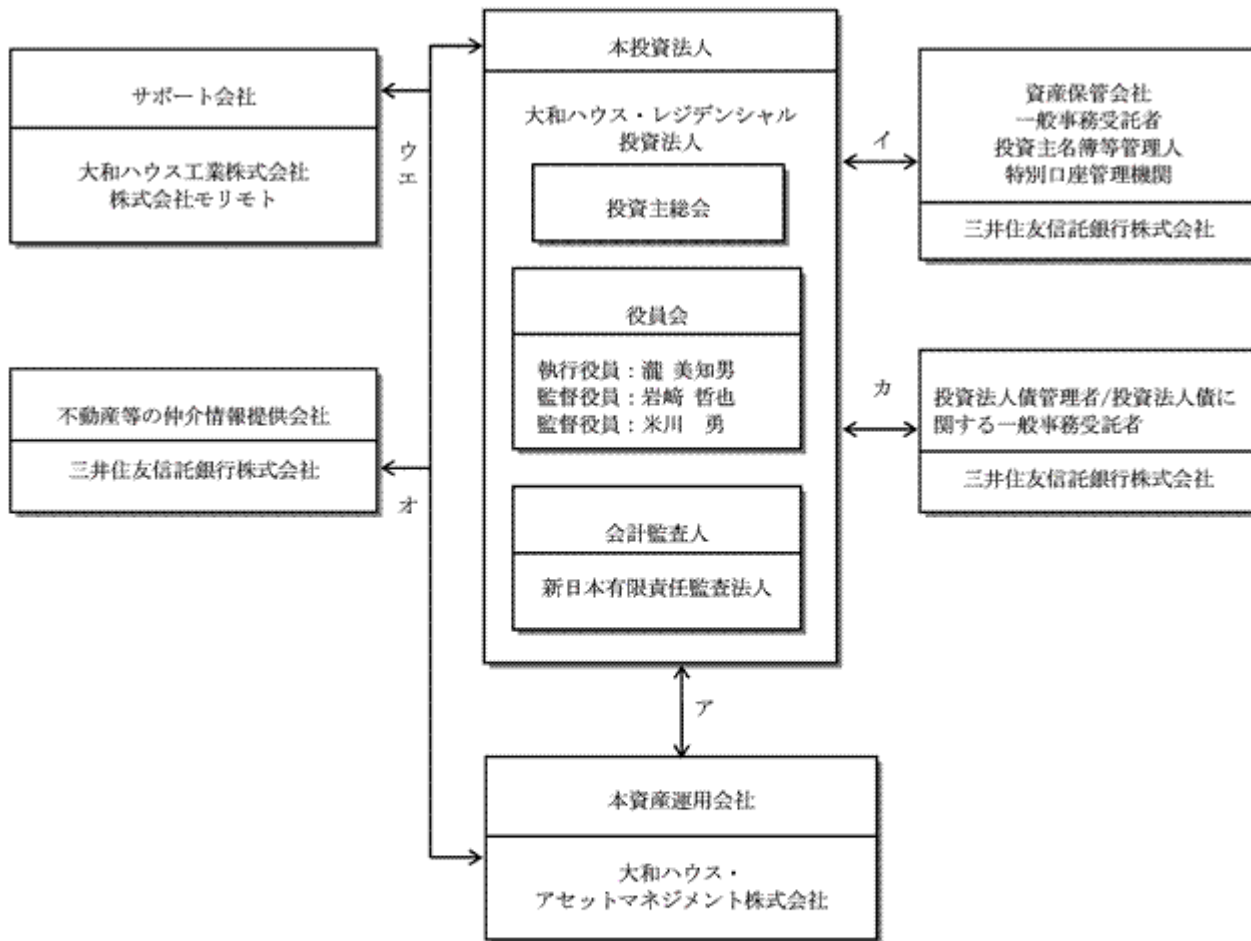 サポート会社
大和ハウス工業株式会社
株式会社モリモト
ウ
エ
不動産等の仲介情報提供会社
三井住友信託銀行株式会社
オ
本投資法人
大和ハウス・レジデンシャル
投資法人
投資主総会
役員会
執行役員：瀧 美知男
監督役員：岩﨑 哲也
監督役員：米川　勇
会計監査人
新日本有限責任監査法人
イ
資産保管会社
一般事務受託者
投資主名簿等管理人
特別口座管理機関
三井住友信託銀行株式会社
カ
投資法人債管理者/投資法人債に
関する一般事務受託者
三井住友信託銀行株式会社
ア
本資産運用会社
大和ハウス・
アセットマネジメント株式会社